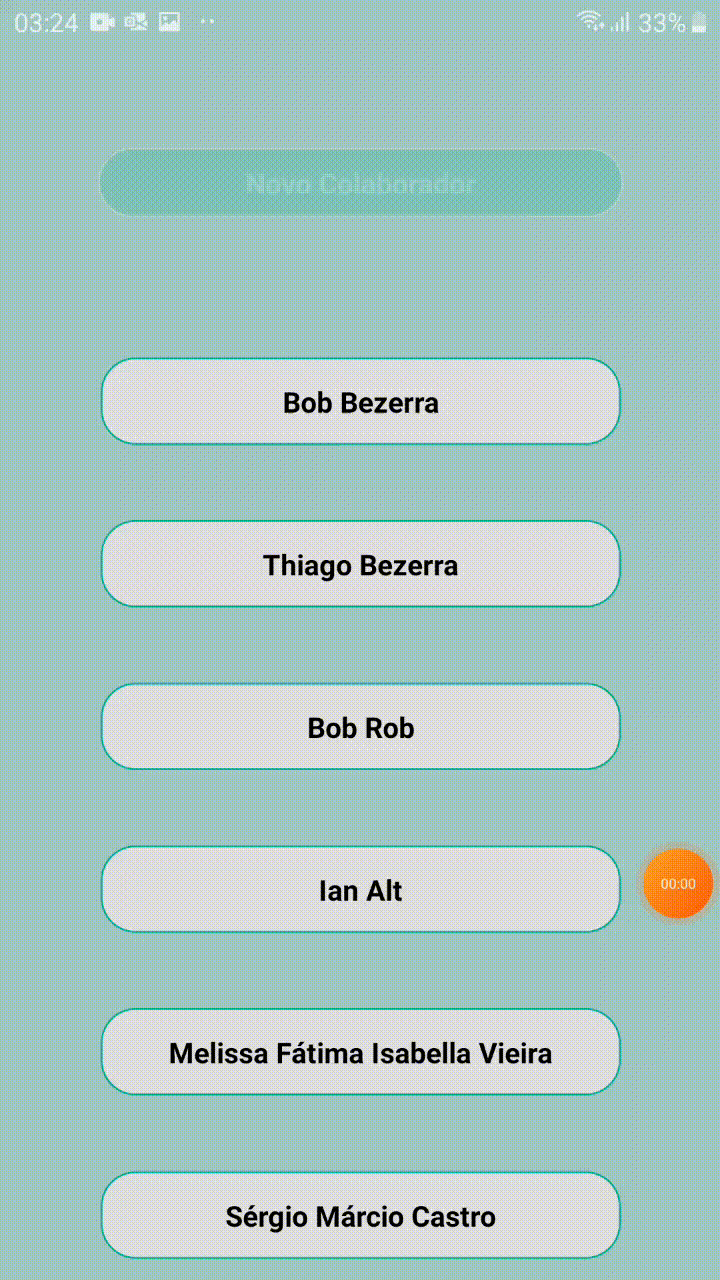 03:24
33%
Novo Colaborador
Bob Bezerra
Thiago Bezerra
Bob Rob
Ian Alt
00:00
Melissa Fátima Isabella Vieira
Sérgio Márcio Castro